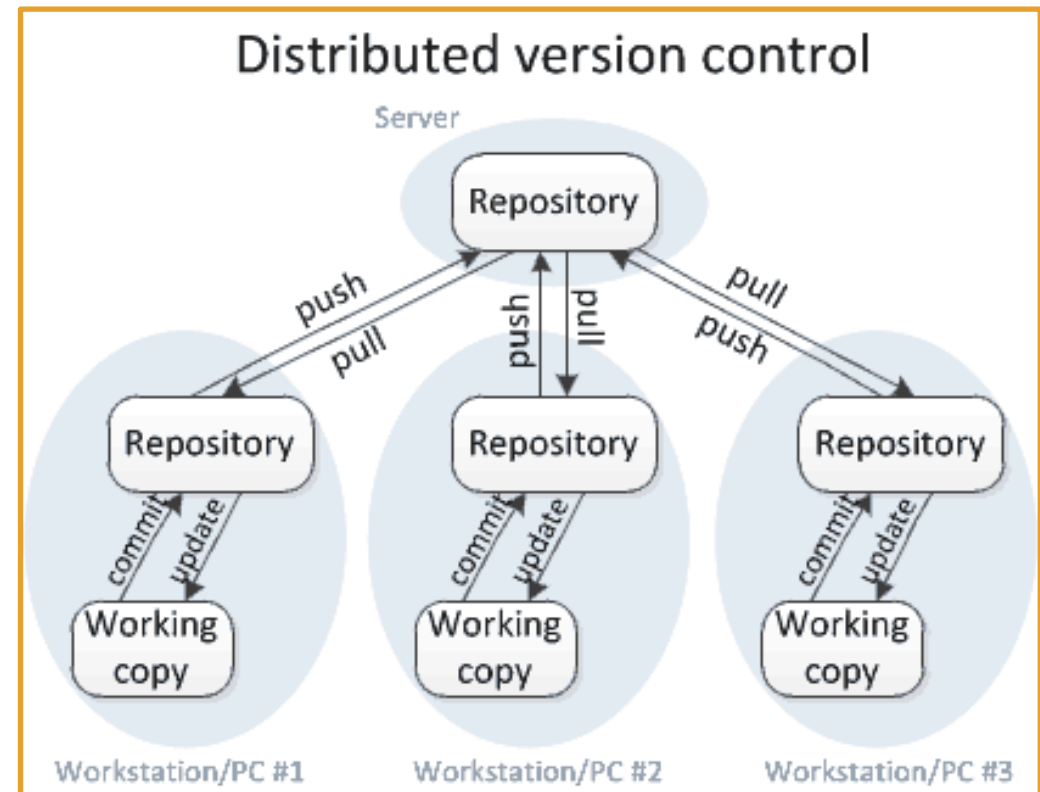 Distributed version control
Server
Repository
push
pull
push
pull
pull
push
Repository
Repository
Repository
commit
update
commit
update
commit
update
Working
copy
Working
copy
Working
copy
Workstation/PC #1
Workstation/PC #2
Workstation/PC #3